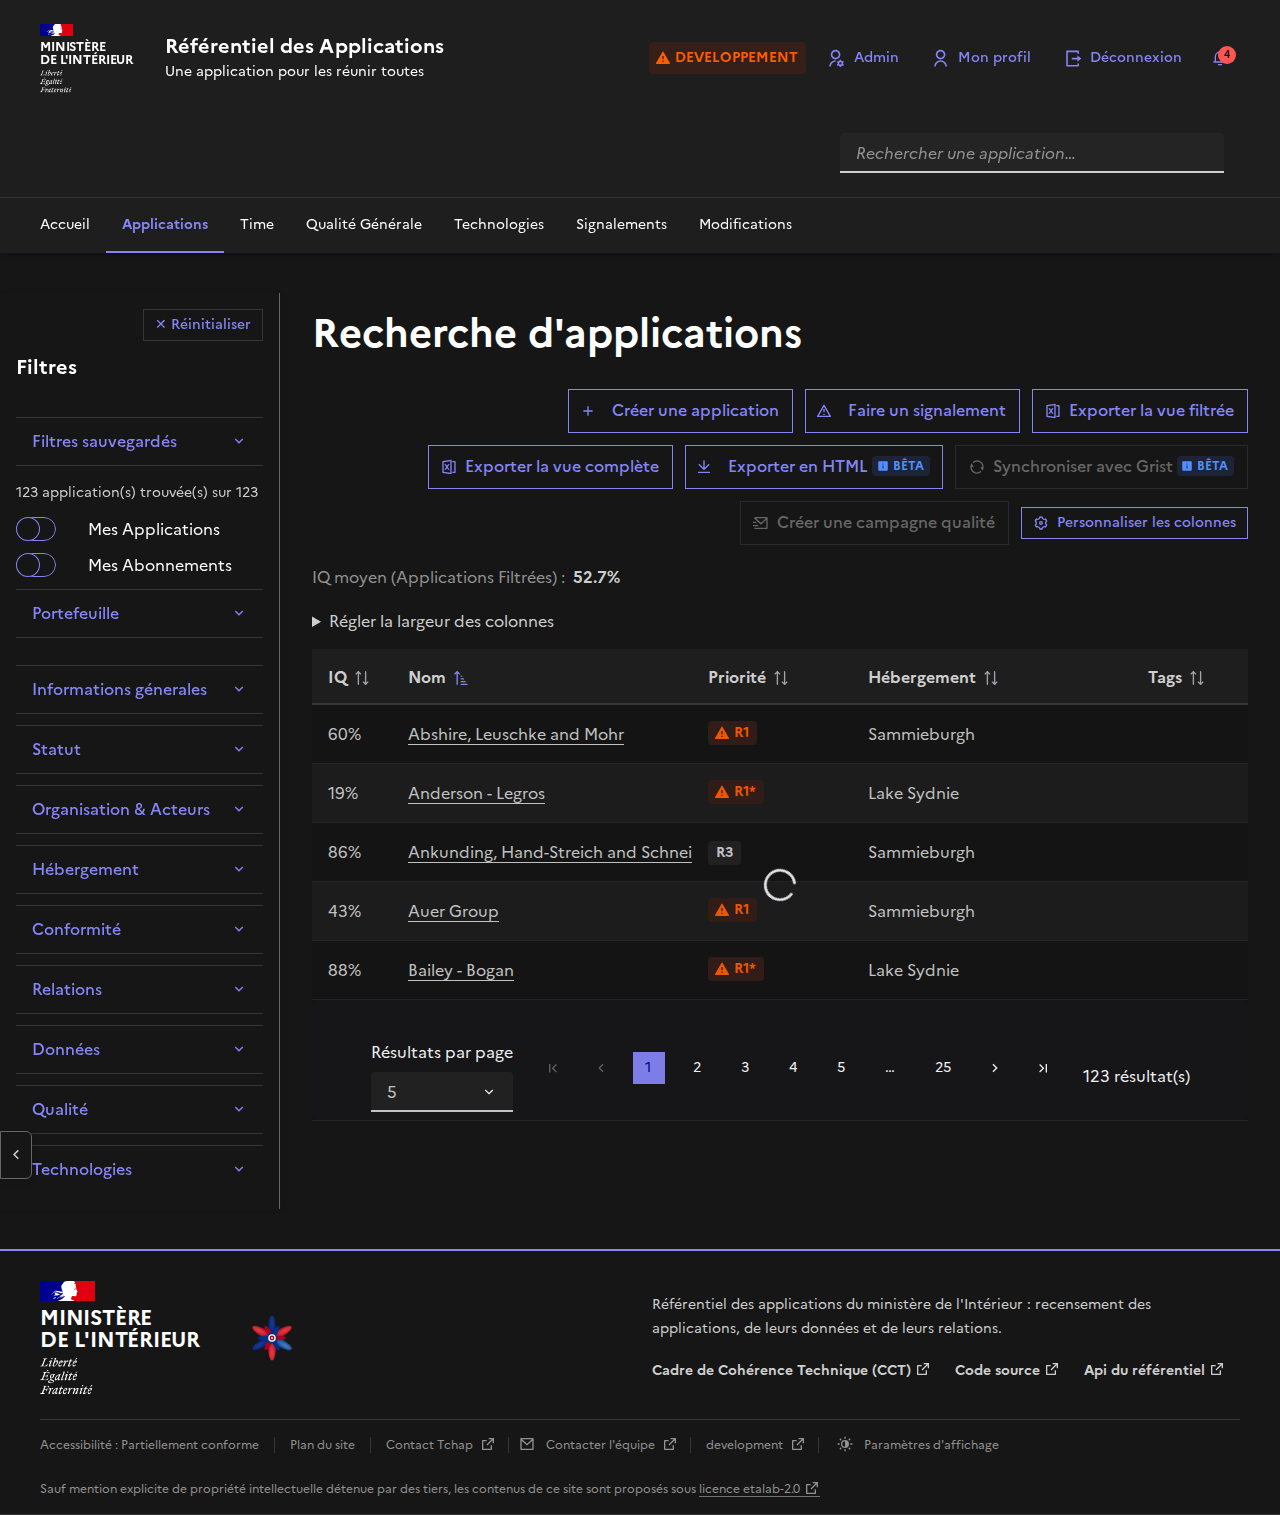 MINISTÈRE
DE L'INTÉRIEUR
Liberté
Égalité
Fraternité
Référentiel des Applications
Une application pour les réunir toutes
DEVELOPPEMENT
Admin
Mon profil
Déconnexion
4
Rechercher une application...
Accueil
Applications
Time
Qualité Générale
Technologies
Signalements
Modifications
Réinitialiser
Filtres
Filtres sauvegardés
123 application(s) trouvée(s) sur 123
Mes Applications
Mes Abonnements
Portefeuille
Informations génerales
Statut
Organisation & Acteurs
Hébergement
Conformité
Relations
Données
Qualité
Technologies
Recherche d'applications
Créer une application
Faire un signalement
Exporter la vue filtrée
Exporter la vue complète
Exporter en HTML BÊTA
Synchroniser avec Grist BÊTA
Créer une campagne qualité
Personnaliser les colonnes
IQ moyen (Applications Filtrées) : 52.7%
Régler la largeur des colonnes
IQ Nom Priorité Hébergement Tags
60% Abshire, Leuschke and Mohr R1 Sammieburgh
19% Anderson - Legros R1* Lake Sydnie
86% Ankunding, Hand-Streich and Schnei R3 Sammieburgh
43% Auer Group R1 Sammieburgh
88% Bailey - Bogan R1* Lake Sydnie
Résultats par page
5
1 2 3 4 5 ... 25
123 résultat(s)
MINISTÈRE
DE L'INTÉRIEUR
Liberté
Égalité
Fraternité
Référentiel des applications du ministère de l'Intérieur : recensement des
applications, de leurs données et de leurs relations.
Cadre de Cohérence Technique (CCT)
Code source
Api du référentiel
Accessibilité : Partiellement conforme
Plan du site
Contact Tchap
Contacter l'équipe
development
Paramètres d'affichage
Sauf mention explicite de propriété intellectuelle détenue par des tiers, les contenus de ce site sont proposés sous licence etalab-2.0